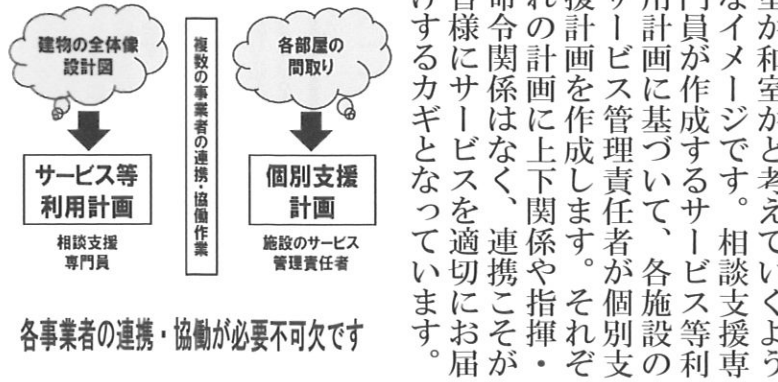 室か和室かと考えていくよう
なイメージです。相談支援専
門員が作成するサービス等利
用計画に基づいて、各施設の
サービス管理責任者が個別支
援計画を作成します。それぞ
れの計画に上下関係や指揮・
命令関係はなく、連携こそが
皆様にサービスを適切にお届
けするカギとなっています。
建物の全体像
設計図
サービス等
利用計画
相談支援
専門員
複数の事業者の連携・協働作業
各部屋の
間取り
個別支援
計画
施設のサービス
管理責任者
各事業者の連携・協働が必要不可欠です